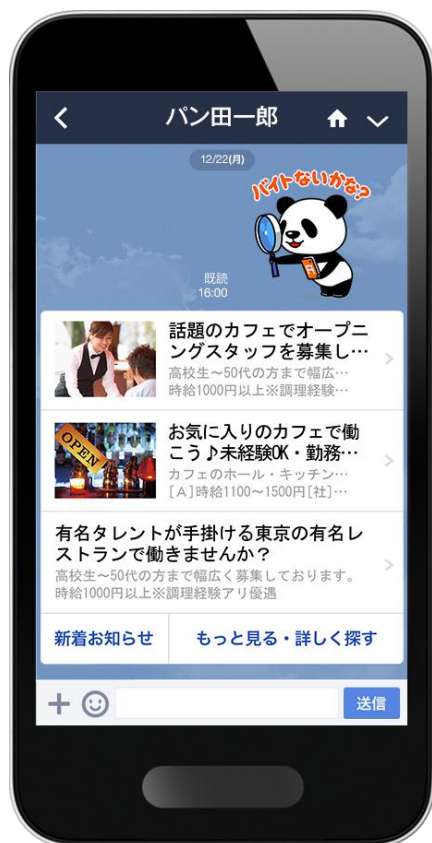 パン田一郎
12/22(月)
バイトないかな?
既読
16:00
話題のカフェでオープニ
ングスタッフを募集し…
高校生～50代の方まで幅広…
時給1000円以上※調理経験…
OPEN
お気に入りのカフェで働
こう♪未経験OK・勤務…
カフェのホール・キッチン…
[A]時給1100～1500円[社]…
有名タレントが手掛ける東京の有名レ
ストランで働きませんか？
高校生～50代の方まで幅広く募集しております。
時給1000円以上※調理経験アリ優遇
新着お知らせ
もっと見る・詳しく探す
送信